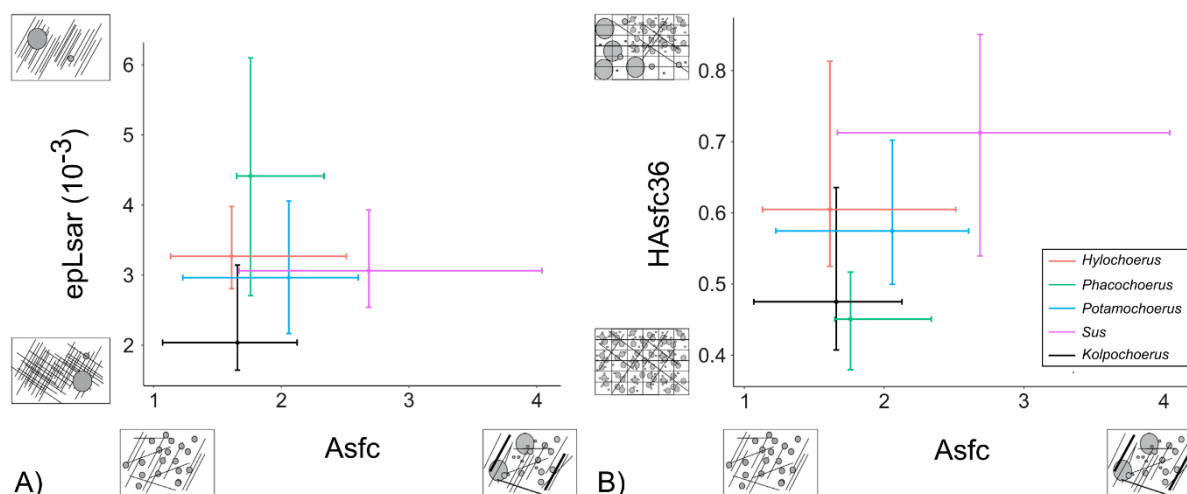 6
5
4
3
2
epLsar (10-3)
1 2 3 4
Asfc
A)
0.8
0.7
0.6
0.5
0.4
HAsfc36
Hylochoerus
Phacochoerus
Potamochoerus
Sus
Kolpochoerus
1 2 3 4
Asfc
B)